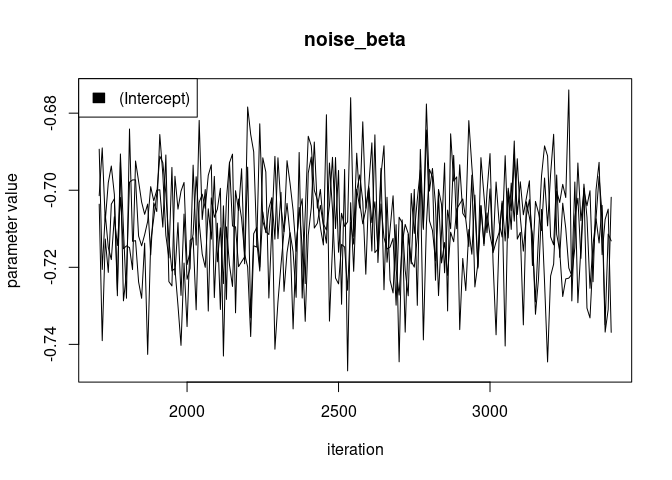 noise_beta
(Intercept)
parameter value
-0.68
-0.70
-0.72
-0.74
2000 2500 3000
iteration